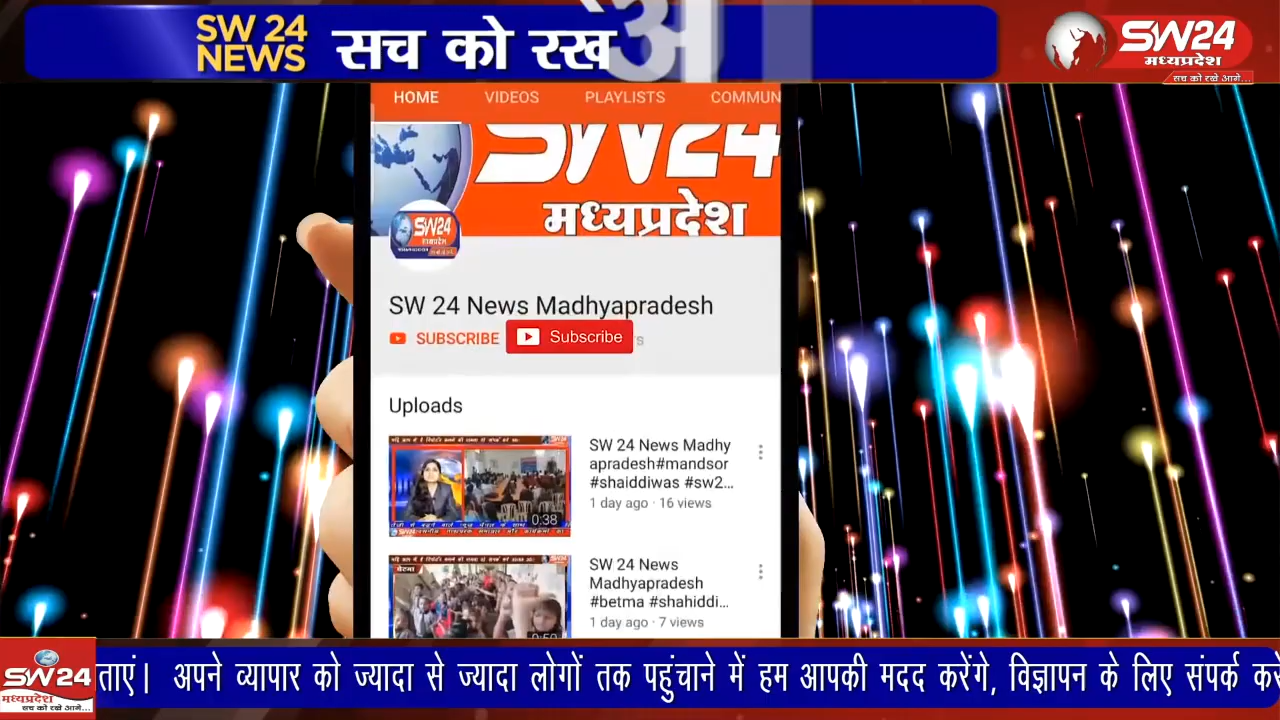 SW 24
NEWS
सच को रखे
SW24
मध्यप्रदेश
सच को रखे आगे...
HOME VIDEOS PLAYLISTS COMMUN
SW24
मध्यप्रदेश
SW24
SW 24 News Madhyapradesh
SUBSCRIBE
Subscribe
Uploads
SW 24 News Madhy
apradesh#mandsor
#shaiddiwas #sw2...
1 day ago · 16 views
0:38
SW 24 News
Madhyapradesh
#betma #shahiddi...
1 day ago · 7 views
बेटमा
SW24
मध्यप्रदेश
सच को रखे आगे...
ताएं। अपने व्यापार को ज्यादा से ज्यादा लोगों तक पहुंचाने में हम आपकी मदद करेंगे, विज्ञापन के लिए संपर्क करे